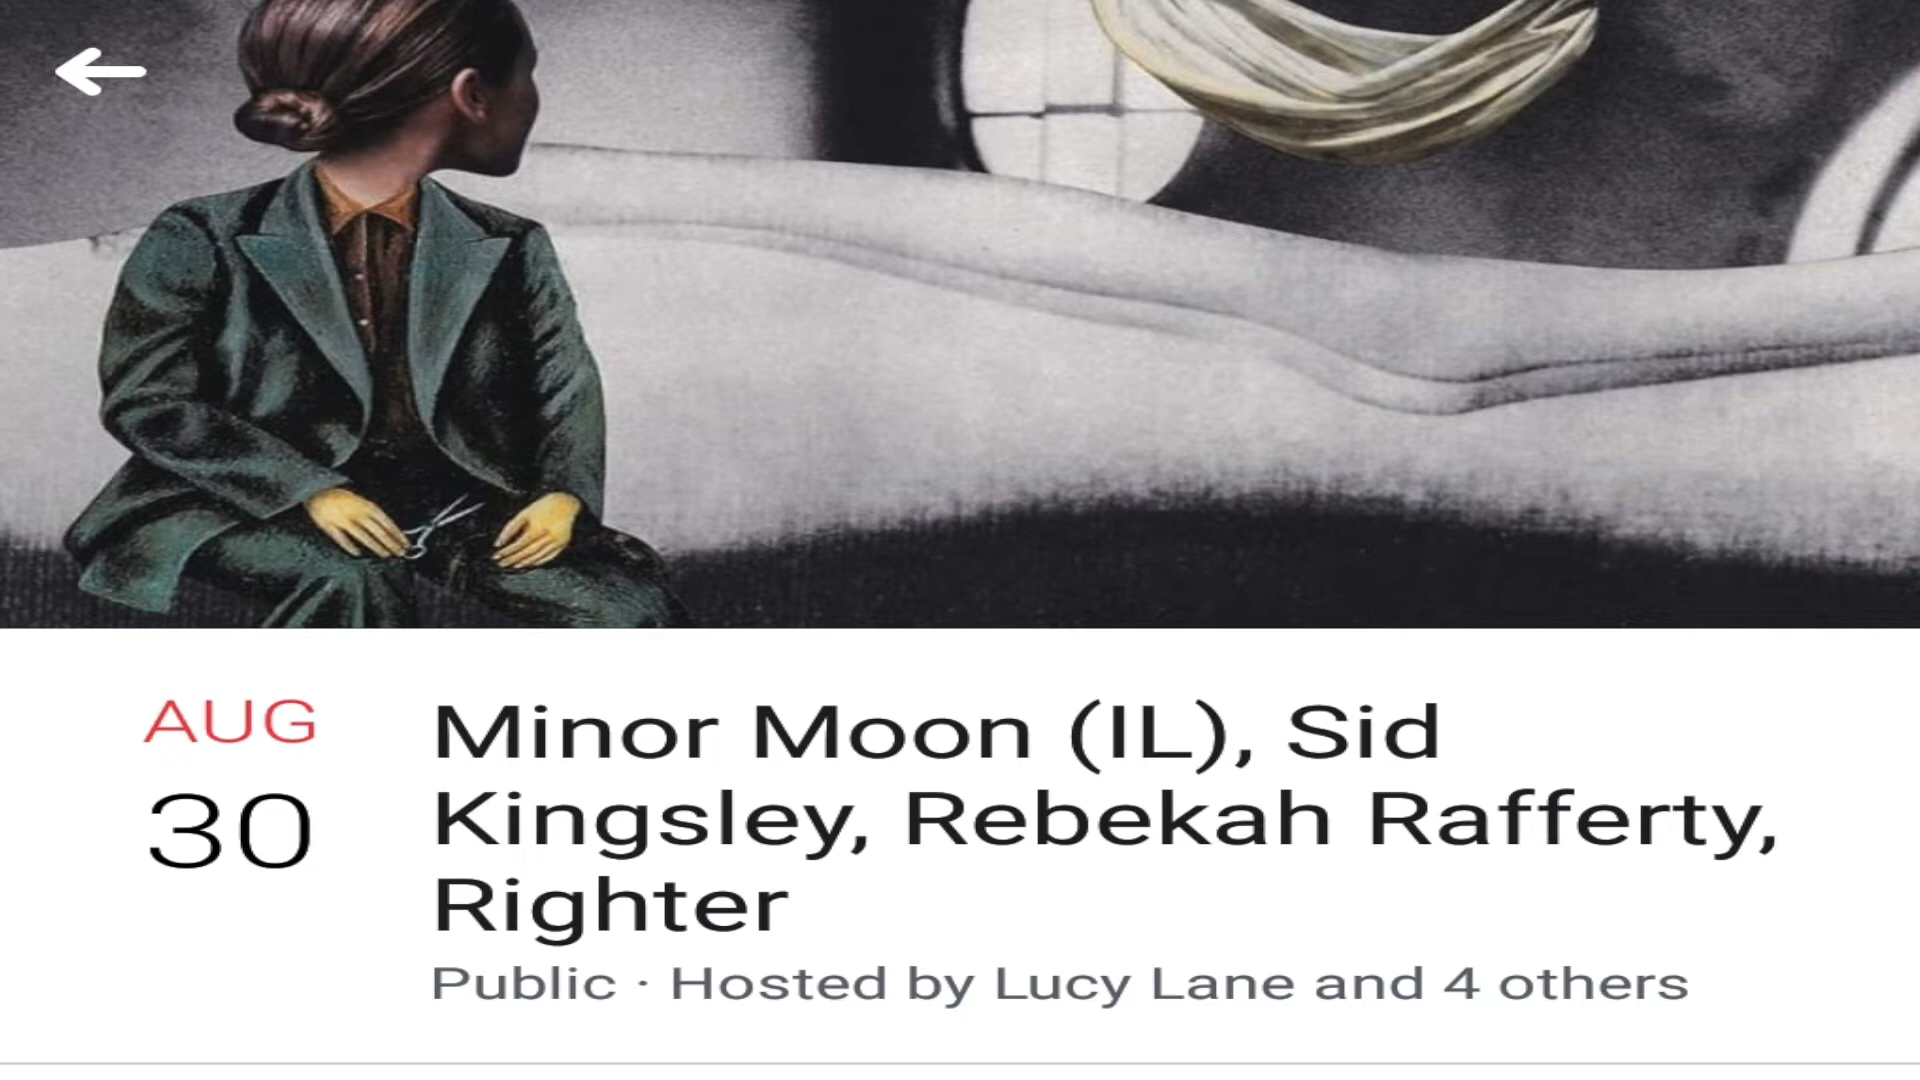 AUG
30
Minor Moon (IL), Sid
Kingsley, Rebekah Rafferty,
Righter
Public · Hosted by Lucy Lane and 4 others